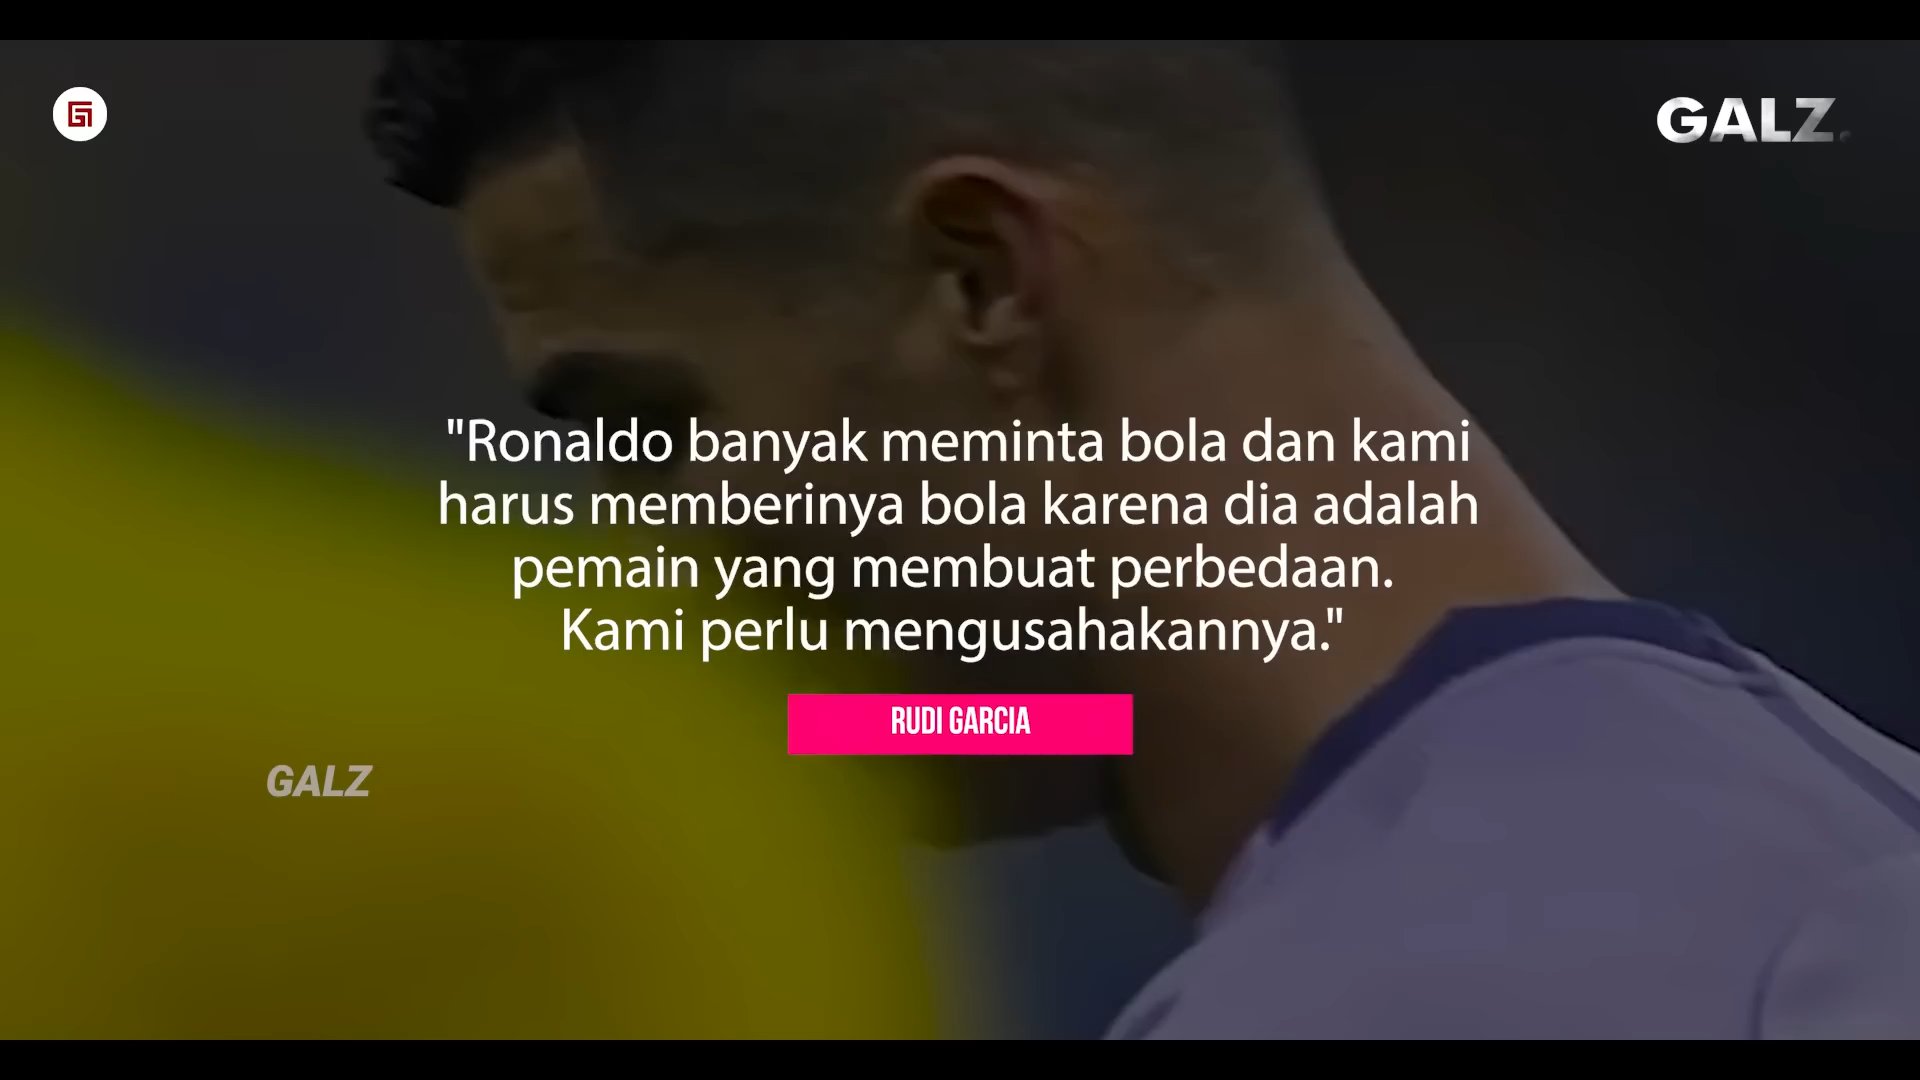 GALZ.
"Ronaldo banyak meminta bola dan kami
harus memberinya bola karena dia adalah
pemain yang membuat perbedaan.
Kami perlu mengusahakannya."
RUDI GARCIA
GALZ